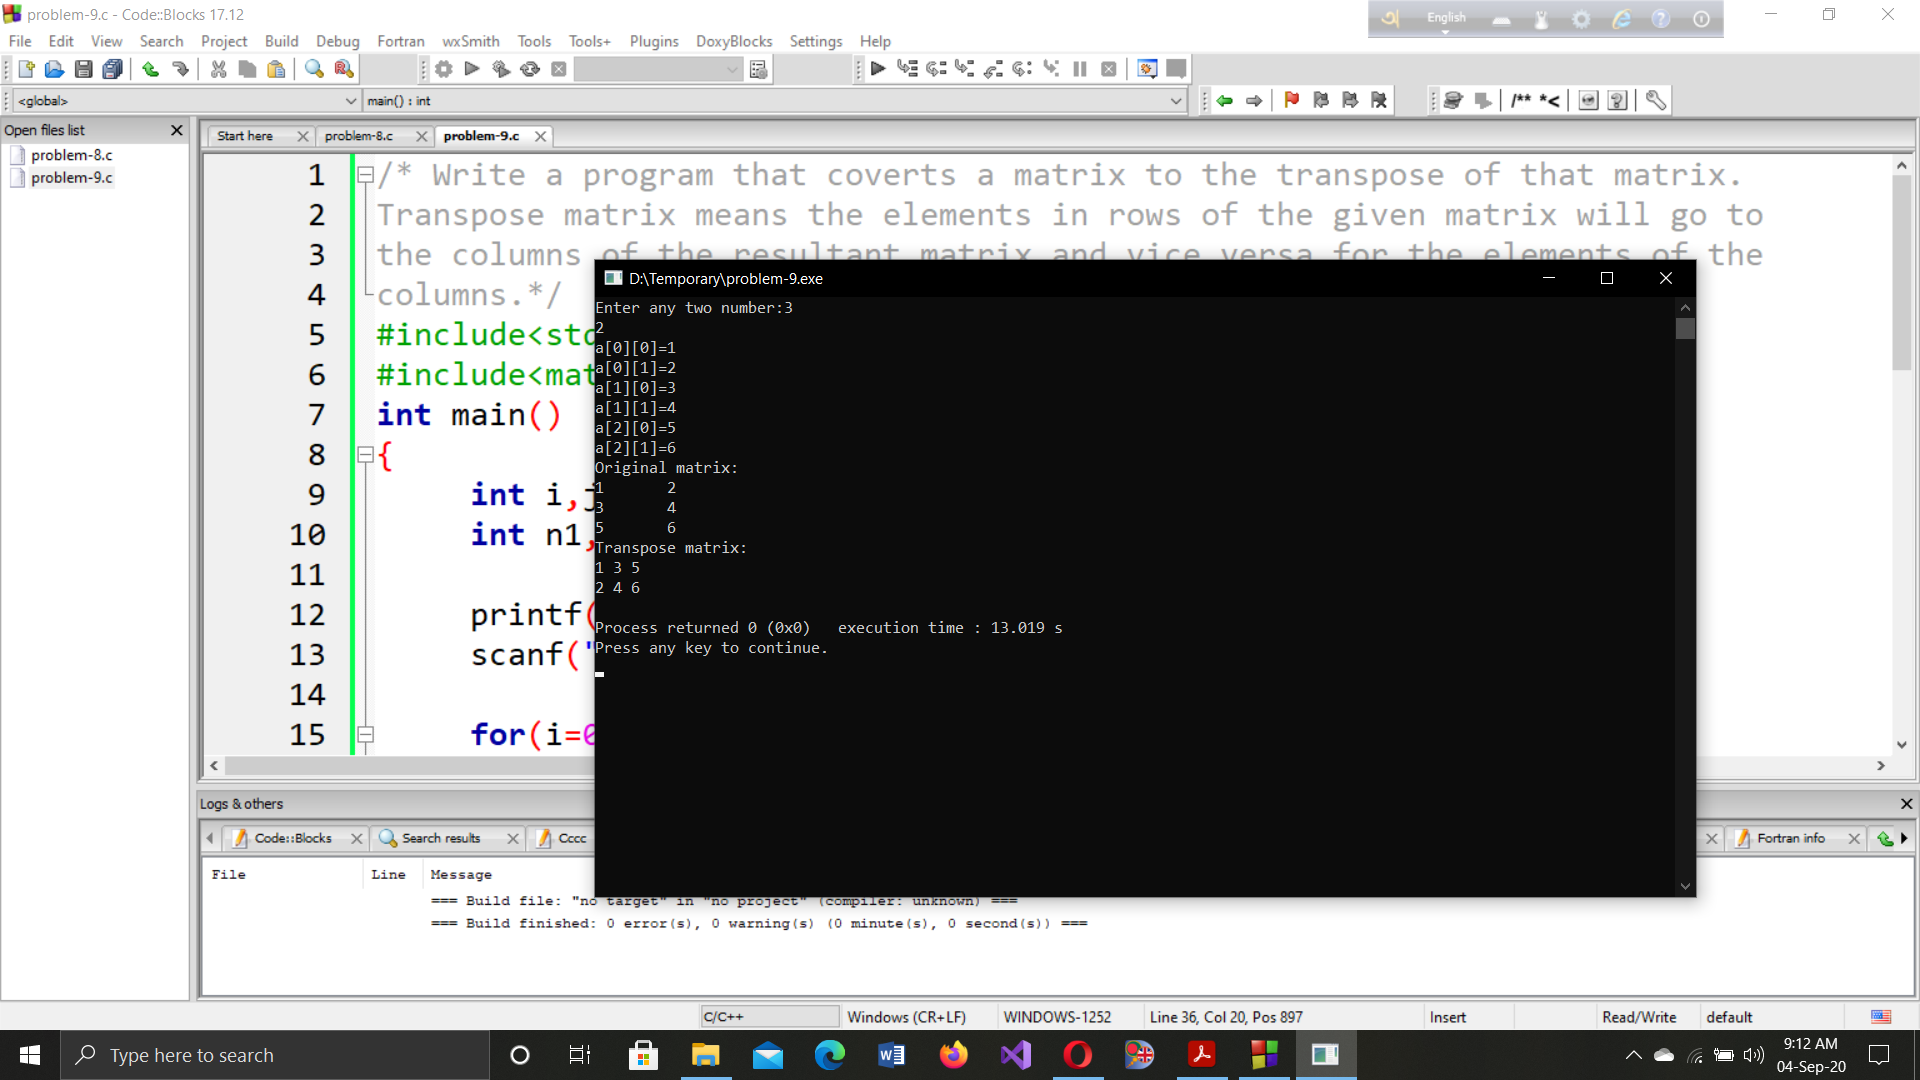 problem-9.c - Code::Blocks 17.12
English
File Edit View Search Project Build Debug Fortran wxSmith Tools Tools+ Plugins DoxyBlocks Settings Help
<global> main() : int /** *<
Open files list
problem-8.c
problem-9.c
Start here problem-8.c problem-9.c
1 /* Write a program that coverts a matrix to the transpose of that matrix.
2 Transpose matrix means the elements in rows of the given matrix will go to
3 the columns of the resultant matrix and vice versa for the elements of the
4 columns.*/
5 #include<std
6 #include<mat
7 int main()
8 {
9 int i,j
10 int n1,
11
12 printf(
13 scanf("
14
15 for(i=0
D:\Temporary\problem-9.exe
Enter any two number:3
2
a[0][0]=1
a[0][1]=2
a[1][0]=3
a[1][1]=4
a[2][0]=5
a[2][1]=6
Original matrix:
1 2
3 4
5 6
Transpose matrix:
1 3 5
2 4 6
Process returned 0 (0x0) execution time : 13.019 s
Press any key to continue.
Logs & others
Code::Blocks Search results Cccc Fortran info
File Line Message
=== Build file: "no target" in "no project" (compiler: unknown) ===
=== Build finished: 0 error(s), 0 warning(s) (0 minute(s), 0 second(s)) ===
C/C++ Windows (CR+LF) WINDOWS-1252 Line 36, Col 20, Pos 897 Insert Read/Write default
Type here to search
9:12 AM
04-Sep-20